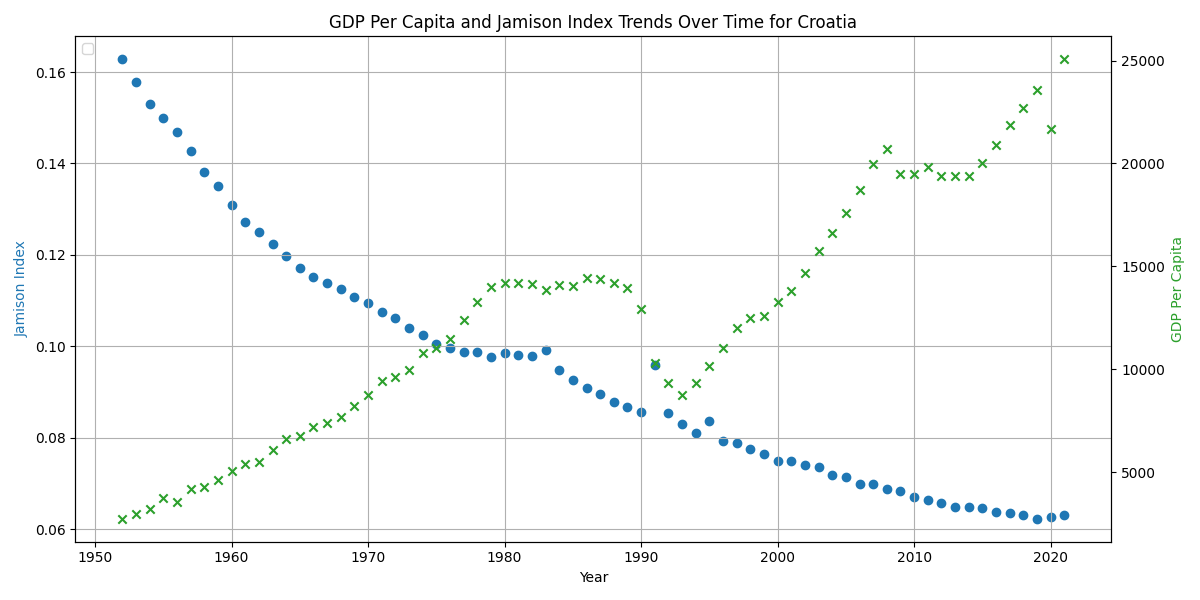 GDP Per Capita and Jamison Index Trends Over Time for Croatia
Jamison Index
0.16
0.14
0.12
0.10
0.08
0.06
25000
20000
15000
10000
5000
GDP Per Capita
1950 1960 1970 1980 1990 2000 2010 2020
Year